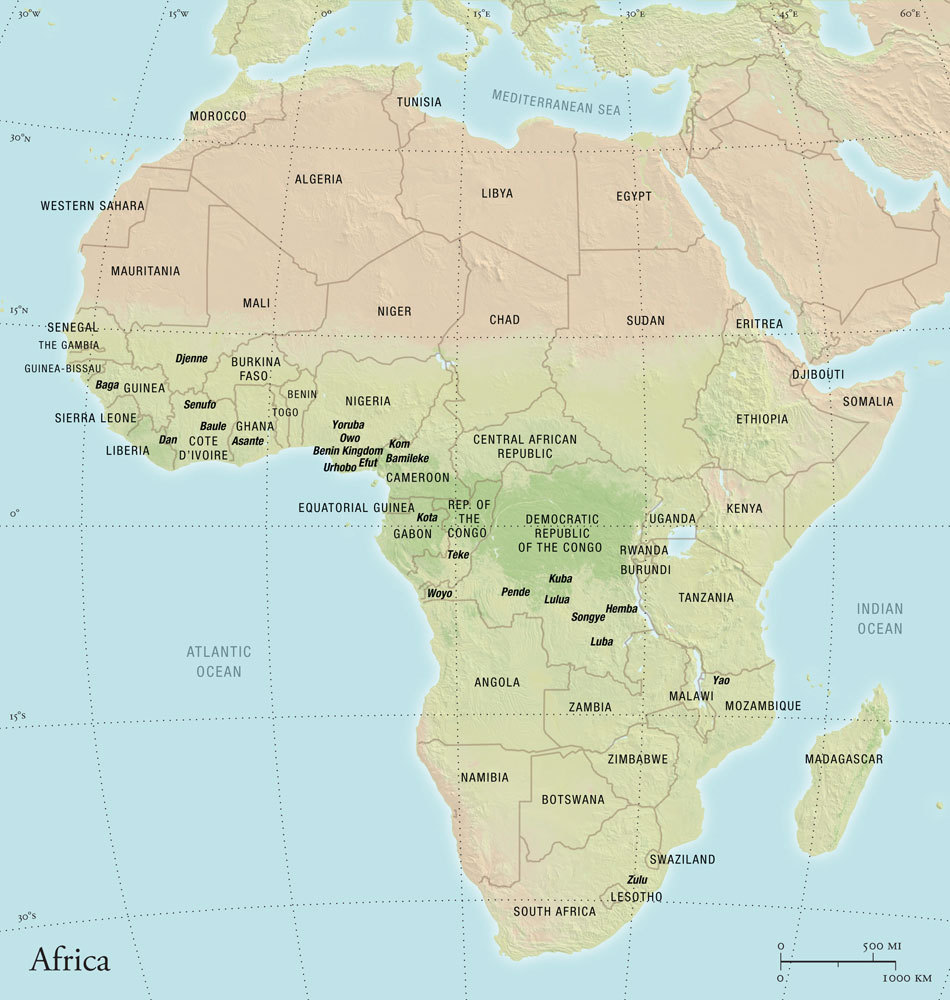 30°W
15°W
0°
15°E
30°E
45°E
60°E
TUNISIA
MEDITERRANEAN SEA
MOROCCO
30°N
ALGERIA
LIBYA
EGYPT
WESTERN SAHARA
MAURITANIA
MALI
NIGER
CHAD
SUDAN
ERITREA
15°N
SENEGAL
THE GAMBIA
GUINEA-BISSAU
Djenne
BURKINA
FASO
DJIBOUTI
Baga
GUINEA
BENIN
NIGERIA
SOMALIA
Senufo
TOGO
SIERRA LEONE
Baule
GHANA
Yoruba
ETHIOPIA
Dan
COTE
D'IVOIRE
Asante
Owo
Kom
CENTRAL AFRICAN
REPUBLIC
LIBERIA
Benin Kingdom
Bamileke
Urhobo
Efut
CAMEROON
EQUATORIAL GUINEA
REP. OF
THE
CONGO
KENYA
0°
Kota
GABON
DEMOCRATIC
REPUBLIC
OF THE CONGO
UGANDA
Teke
RWANDA
BURUNDI
Kuba
Woyo
Pende
Lulua
Hemba
TANZANIA
Songye
INDIAN
OCEAN
Luba
ATLANTIC
OCEAN
ANGOLA
Yao
MALAWI
MOZAMBIQUE
ZAMBIA
15°S
ZIMBABWE
MADAGASCAR
NAMIBIA
BOTSWANA
SWAZILAND
Zulu
LESOTHO
SOUTH AFRICA
30°S
Africa
0
500 MI
0
1000 KM